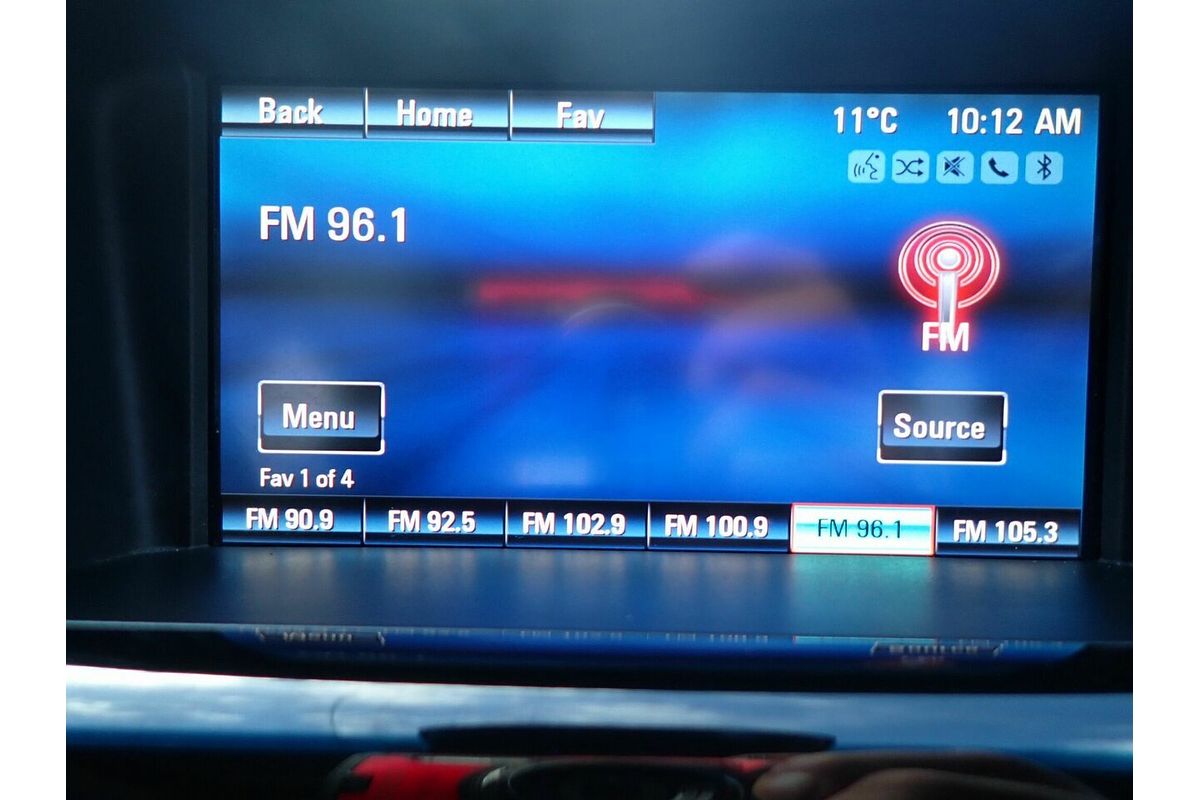 Back Home Fav 11°C 10:12 AM
FM 96.1
FM
Menu Source
Fav 1 of 4
FM 90.9 FM 92.5 FM 102.9 FM 100.9 FM 96.1 FM 105.3